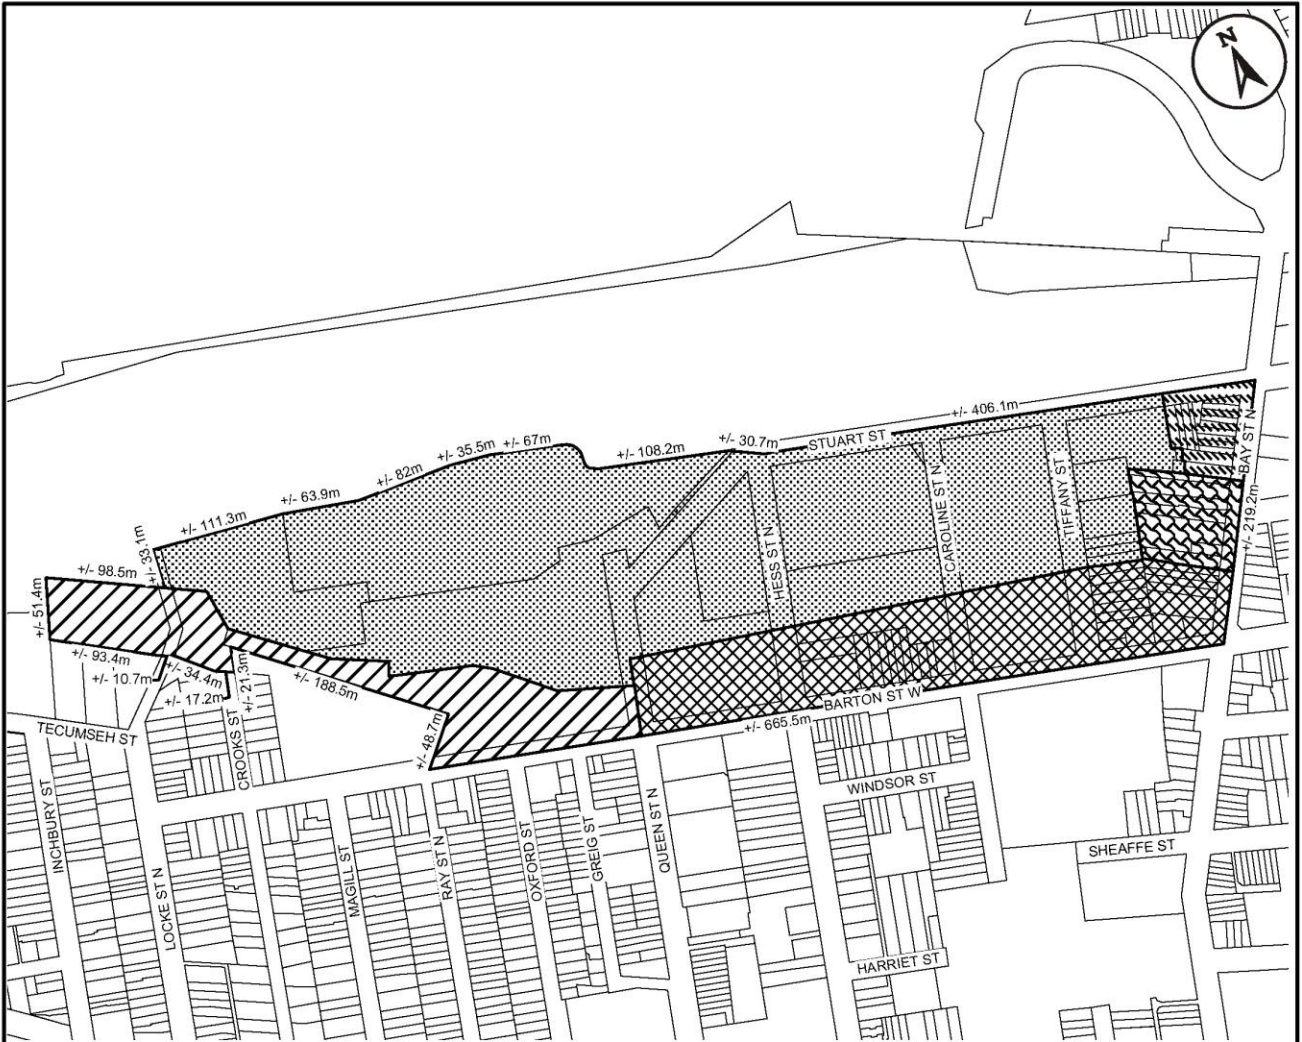 N
+/- 406.1m
STUART ST
+/- 30.7m
+/- 108.2m
+/- 67m
+/- 35.5m
+/- 82m
+/- 63.9m
+/- 111.3m
+/- 33.1m
+/- 98.5m
+/- 51.4m
+/- 93.4m
+/- 10.7m
+/- 34.4m
+/- 17.2m
+/- 21.3m
+/- 188.5m
+/- 48.7m
+/- 665.5m
+/- 219.2m
BAY ST N
TIFFANY ST
CAROLINE ST N
HESS ST N
BARTON ST W
TECUMSEH ST
CROOKS ST
WINDSOR ST
SHEAFFE ST
HARRIET ST
INCHBURY ST
LOCKE ST N
MAGILL ST
RAY ST N
OXFORD ST
GREIG ST
QUEEN ST N